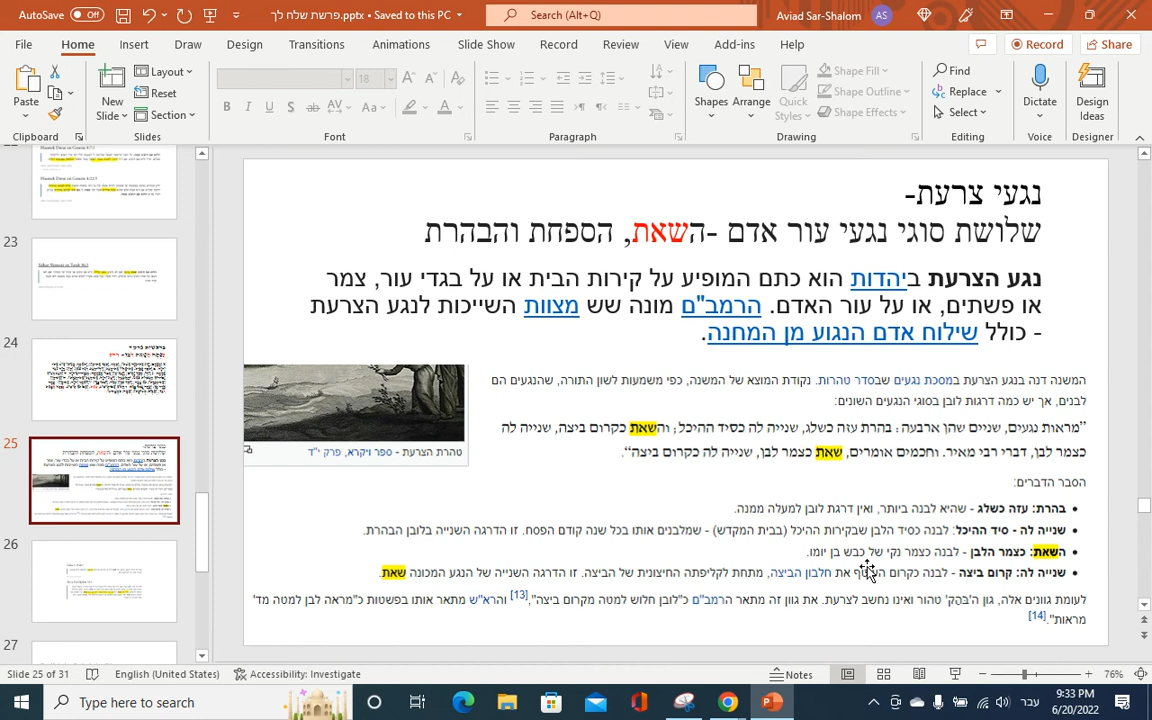 AutoSave Off
פרשת שלח לך.pptx • Saved to this PC
Search (Alt+Q)
Aviad Sar-Shalom AS
File Home Insert Draw Design Transitions Animations Slide Show Record Review View Add-ins Help Record Share
Paste New Slide Layout Reset Section 18 Shapes Arrange Quick Styles Shape Fill Shape Outline Shape Effects Find Replace Select Dictate Design Ideas
Clipboard Slides Font Paragraph Drawing Editing Voice Designer
23
24
25
26
27
נגעי צרעת-
שלושת סוגי נגעי עור אדם -השאת, הספחת והבהרת
נגע הצרעת ביהדות הוא כתם המופיע על קירות הבית או על בגדי עור, צמר
או פשתים, או על עור האדם. הרמב"ם מונה שש מצוות השייכות לנגע הצרעת
- כולל שילוח אדם הנגוע מן המחנה.
המשנה דנה בנגע הצרעת במסכת נגעים שבסדר טהרות. נקודת המוצא של המשנה, כפי משמעות לשון התורה, שהנגעים הם
לבנים, אך יש כמה דרגות לובן בסוגי הנגעים השונים:
"מראות נגעים, שניים שהן ארבעה: בהרת עזה כשלג, שנייה לה כסיד ההיכל; והשאת כקרום ביצה, שנייה לה
כצמר לבן, דברי רבי מאיר. וחכמים אומרים, שאת כצמר לבן, שנייה לה כקרום ביצה".
טהרת הצרעת - ספר ויקרא, פרק י"ד
הסבר הדברים:
• בהרת: עזה כשלג - שהיא לבנה ביותר, ואין דרגת לובן למעלה ממנה.
• שנייה לה - סיד ההיכל: לבנה כסיד הלבן שבקירות ההיכל (בבית המקדש) - שמלבנים אותו בכל שנה קודם הפסח. זו הדרגה השנייה בלובן הבהרת.
• השאת: כצמר הלבן - לבנה כצמר נקי של כבש בן יומו.
• שנייה לה: קרום ביצה - לבנה כקרום את חלבון הביצה, מתחת לקליפתה החיצונית של הביצה. זו הדרגה השנייה של הנגע המכונה שאת.
לעומת גוונים אלה, גון ה'בהק' טהור ואינו נחשב לצרעת. את גוון זה מתאר הרמב"ם כ"לובן חלוש למטה מקרום ביצה",[13] והרא"ש מתאר אותו בפשטות כ"מראה לבן למטה מד'
מראות".[14]
Slide 25 of 31 English (United States) Accessibility: Investigate Notes 76%
Type here to search עבר 9:33 PM
6/20/2022